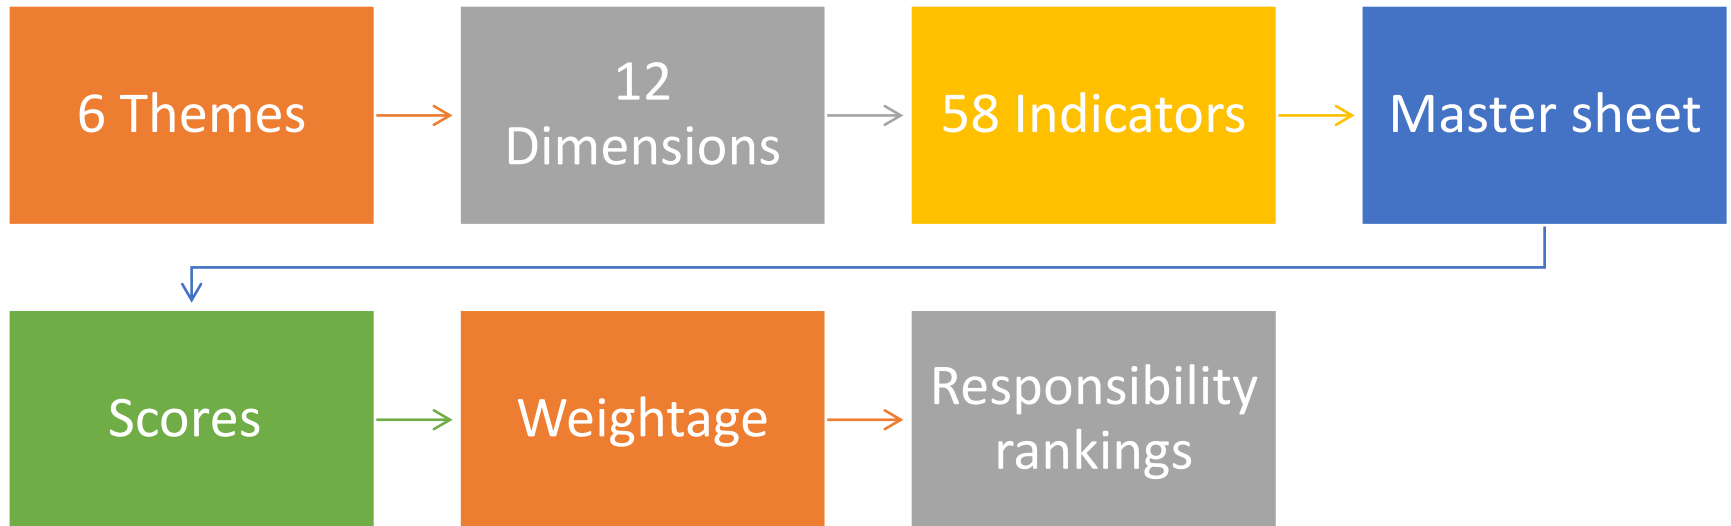 6 Themes
12
Dimensions
58 Indicators
Master sheet
Scores
Weightage
Responsibility
rankings